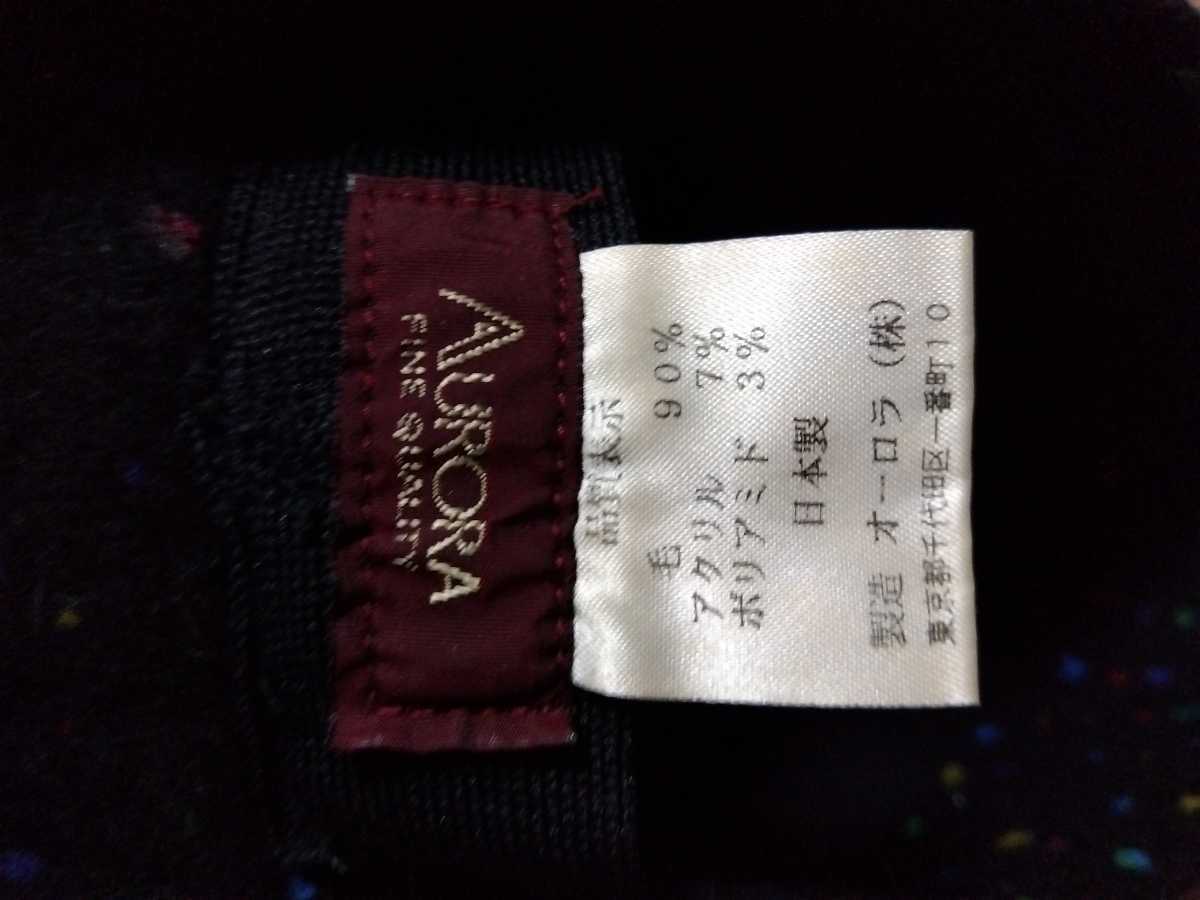 AURORA
FINE QUALITY
品質表示
毛 90%
アクリル 7%
ポリアミド 3%
日本製
製造 オーロラ(株)
東京都千代田区一番町10